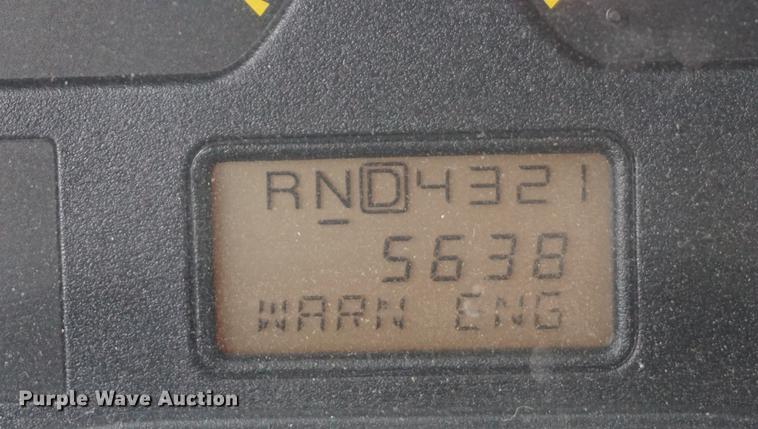 RND4321
5638
WARN ENG
Purple Wave Auction